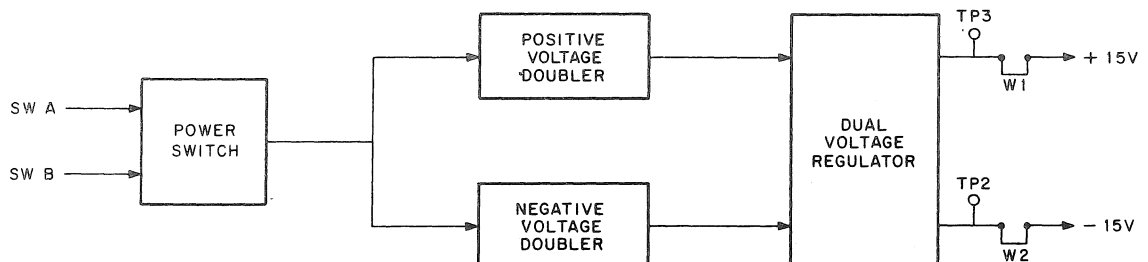 SW A
SW B
POWER
SWITCH
POSITIVE
VOLTAGE
DOUBLER
NEGATIVE
VOLTAGE
DOUBLER
DUAL
VOLTAGE
REGULATOR
TP3
W1
+ 15V
TP2
W2
- 15V